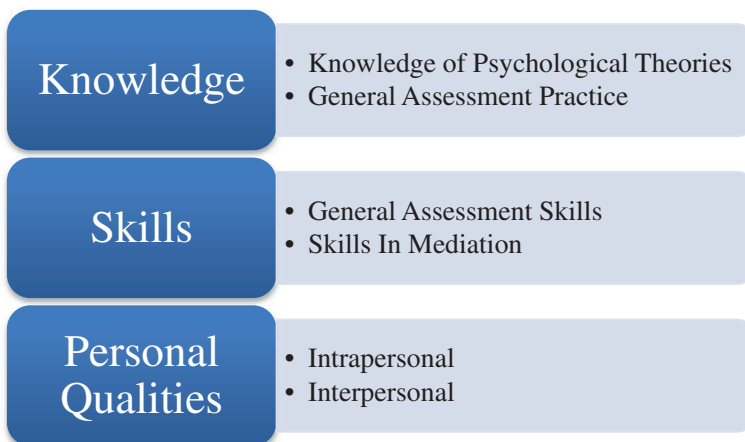 Knowledge
• Knowledge of Psychological Theories
• General Assessment Practice
Skills
• General Assessment Skills
• Skills In Mediation
Personal
Qualities
• Intrapersonal
• Interpersonal